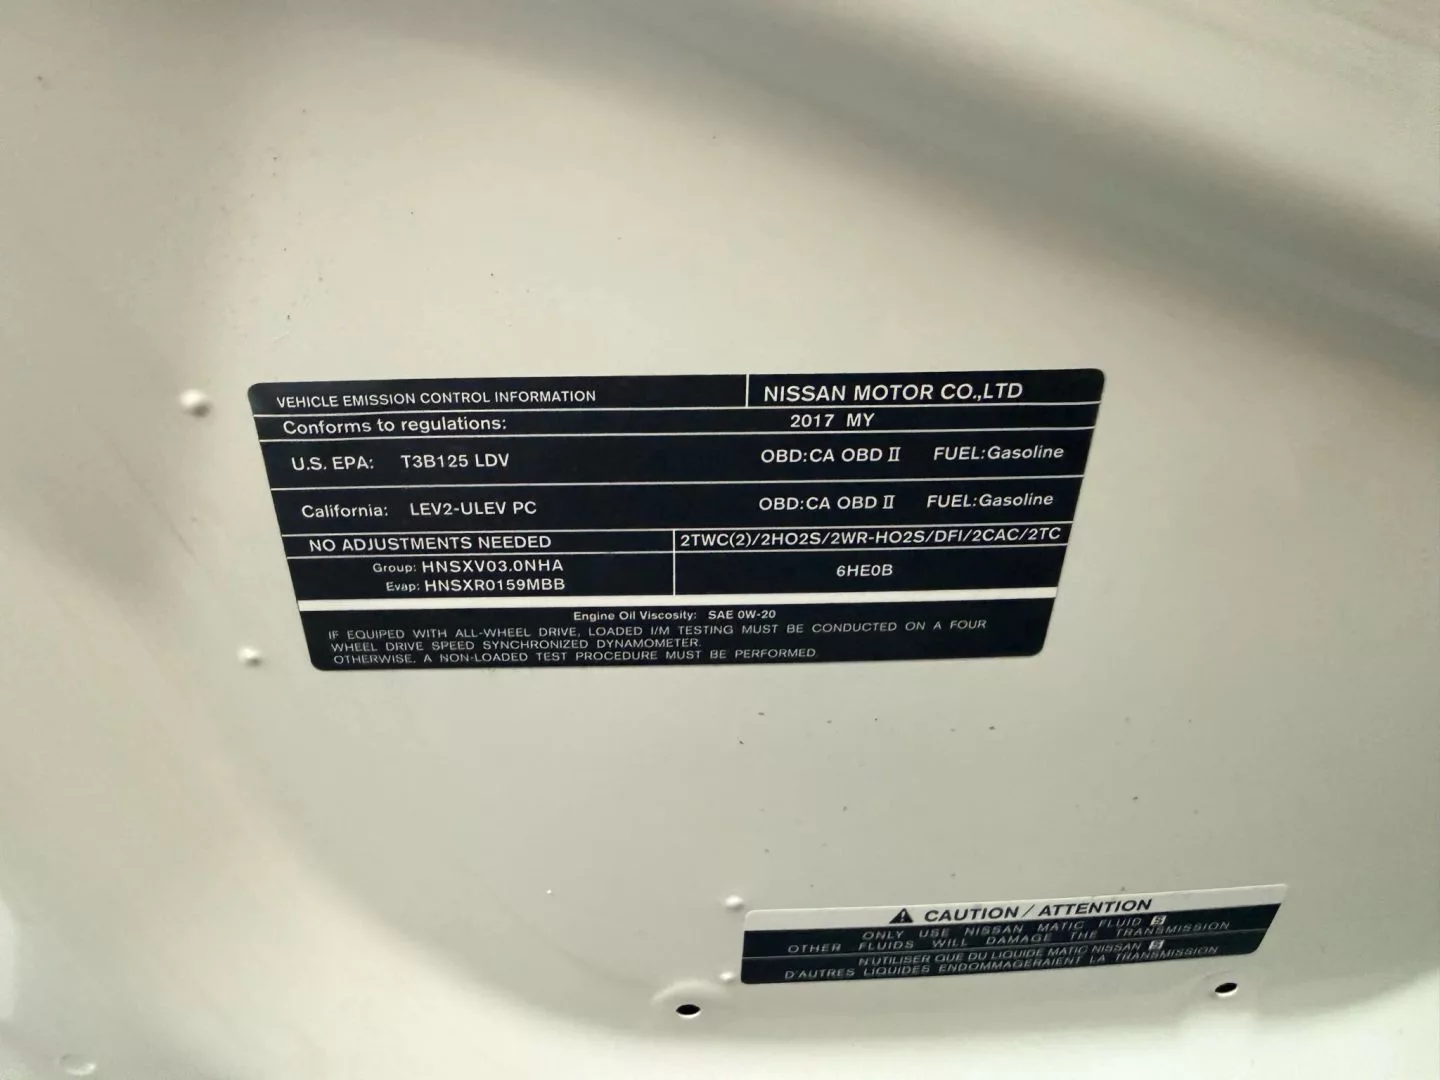 VEHICLE EMISSION CONTROL INFORMATION
NISSAN MOTOR CO.,LTD
Conforms to regulations:
2017 MY
U.S. EPA: T3B125 LDV
OBD:CA OBD II FUEL:Gasoline
California: LEV2-ULEV PC
OBD:CA OBD II FUEL:Gasoline
NO ADJUSTMENTS NEEDED
2TWC(2)/2HO2S/2WR-HO2S/DFI/2CAC/2TC
Group: HNSXV03.0NHA
Evap: HNSXR0159MBB
6HE0B
Engine Oil Viscosity: SAE 0W-20
IF EQUIPED WITH ALL-WHEEL DRIVE, LOADED I/M TESTING MUST BE CONDUCTED ON A FOUR
WHEEL DRIVE SPEED SYNCHRONIZED DYNAMOMETER.
OTHERWISE, A NON-LOADED TEST PROCEDURE MUST BE PERFORMED.
CAUTION / ATTENTION
ONLY USE NISSAN MATIC FLUID S
OTHER FLUIDS WILL DAMAGE THE TRANSMISSION
N'UTILISER QUE DU LIQUIDE MATIC NISSAN S
D'AUTRES LIQUIDES ENDOMMAGERAIENT LA TRANSMISSION